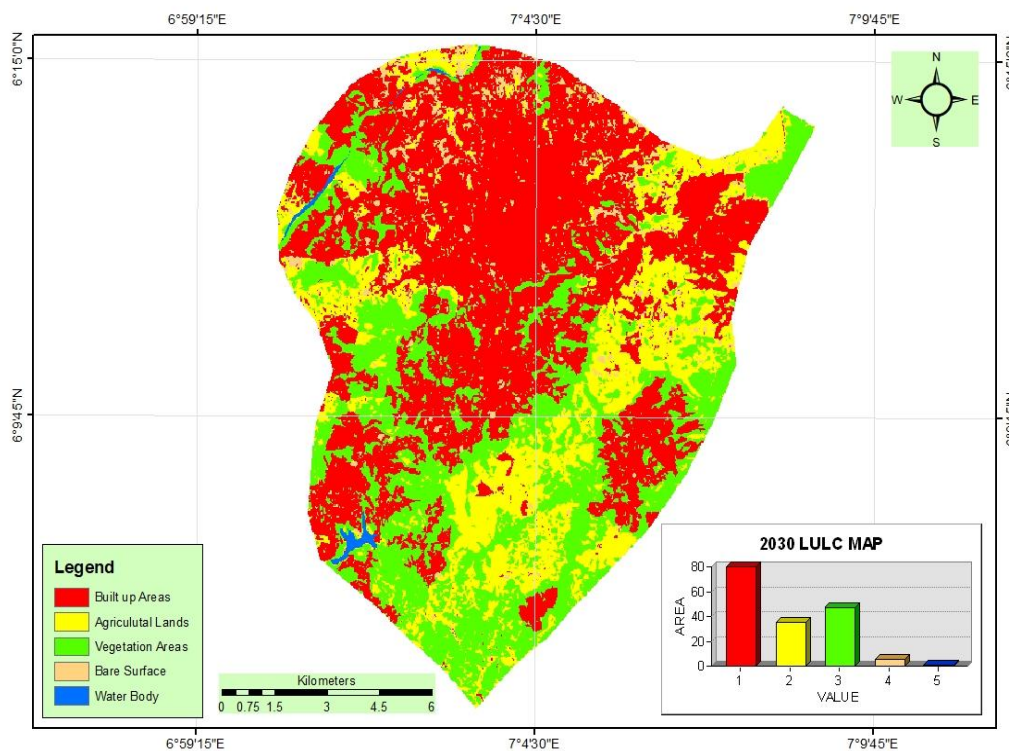 6°59'15"E 7°4'30"E 7°9'45"E
6°15'0"N
N
W E
S
6°9'45"N
Legend
Built up Areas
Agriculutal Lands
Vegetation Areas
Bare Surface
Water Body
Kilometers
0 0.75 1.5 3 4.5 6
2030 LULC MAP
AREA
80
60
40
20
0
1 2 3 4 5
VALUE
6°59'15"E 7°4'30"E 7°9'45"E